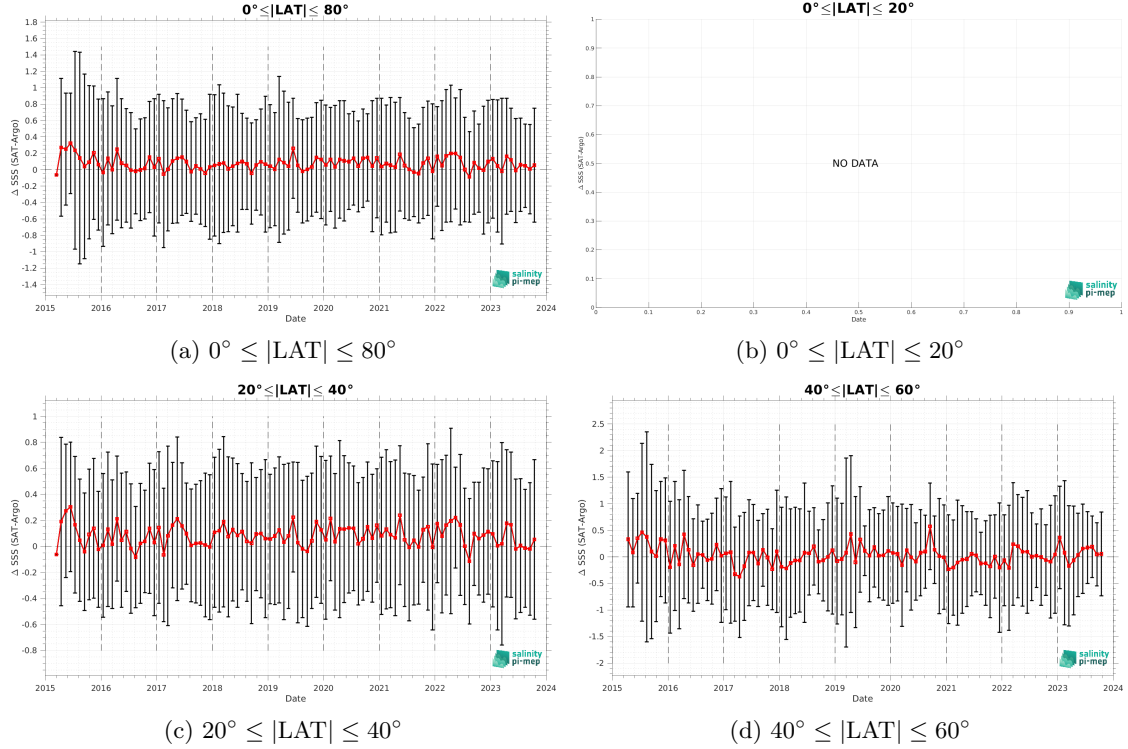 0°≤|LAT|≤ 80°
1.8
1.6
1.4
1.2
1
0.8
0.6
0.4
0.2
0
-0.2
-0.4
-0.6
-0.8
-1
-1.2
-1.4
Δ SSS (SAT-Argo)
2015 2016 2017 2018 2019 2020 2021 2022 2023 2024
Date
salinity
pi-mep
(a) 0° ≤ |LAT| ≤ 80°
0°≤|LAT|≤ 20°
1
0.9
0.8
0.7
0.6
0.5
0.4
0.3
0.2
0.1
0
Δ SSS (SAT-Argo)
NO DATA
0 0.1 0.2 0.3 0.4 0.5 0.6 0.7 0.8 0.9 1
Date
salinity
pi-mep
(b) 0° ≤ |LAT| ≤ 20°
20°≤|LAT|≤ 40°
1
0.8
0.6
0.4
0.2
0
-0.2
-0.4
-0.6
-0.8
Δ SSS (SAT-Argo)
2015 2016 2017 2018 2019 2020 2021 2022 2023 2024
Date
salinity
pi-mep
(c) 20° ≤ |LAT| ≤ 40°
40°≤|LAT|≤ 60°
2.5
2
1.5
1
0.5
0
-0.5
-1
-1.5
-2
Δ SSS (SAT-Argo)
2015 2016 2017 2018 2019 2020 2021 2022 2023 2024
Date
salinity
pi-mep
(d) 40° ≤ |LAT| ≤ 60°